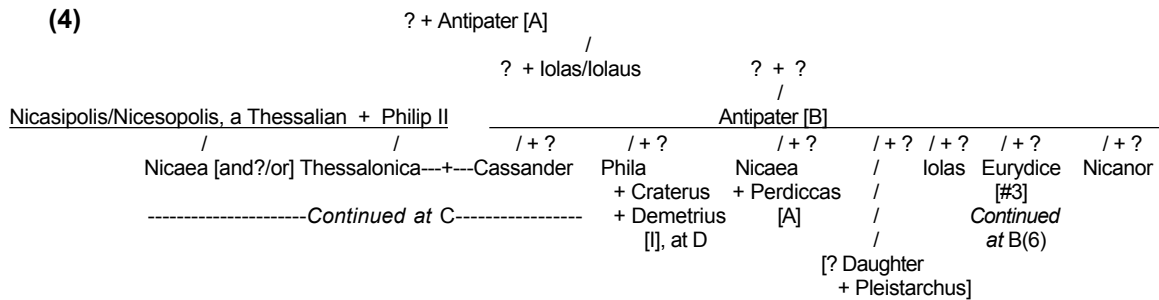 (4) ? + Antipater [A]
/
? + Iolas/Iolaus ? + ?
/
Nicasipolis/Nicesopolis, a Thessalian + Philip II Antipater [B]
/ / / + ? / + ? / + ? / + ? / + ? / + ? / + ?
Nicaea [and?/or] Thessalonica---+---Cassander Phila Nicaea / Iolas Eurydice Nicanor
+ Craterus + Perdiccas / [#3]
----------------------Continued at C----------------- + Demetrius [A] / Continued
[I], at D / at B(6)
[? Daughter
+ Pleistarchus]